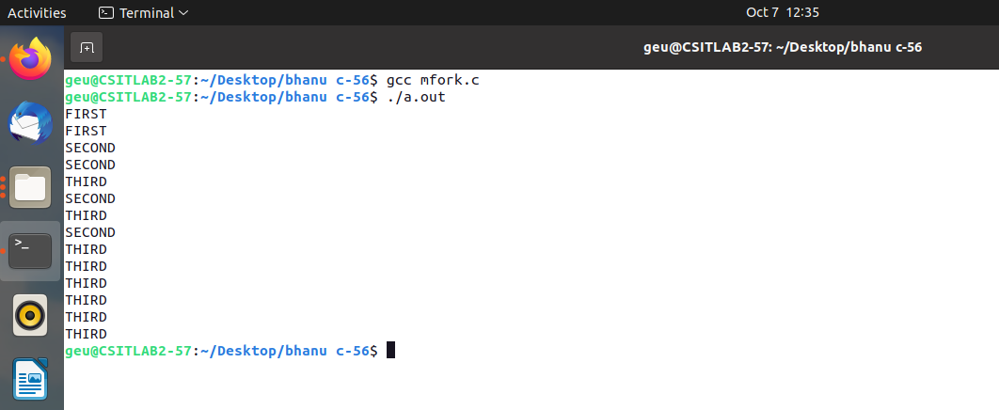 Activities Terminal Oct 7 12:35
geu@CSITLAB2-57: ~/Desktop/bhanu c-56
geu@CSITLAB2-57:~/Desktop/bhanu c-56$ gcc mfork.c
geu@CSITLAB2-57:~/Desktop/bhanu c-56$ ./a.out
FIRST
FIRST
SECOND
SECOND
THIRD
SECOND
THIRD
SECOND
THIRD
THIRD
THIRD
THIRD
THIRD
THIRD
geu@CSITLAB2-57:~/Desktop/bhanu c-56$